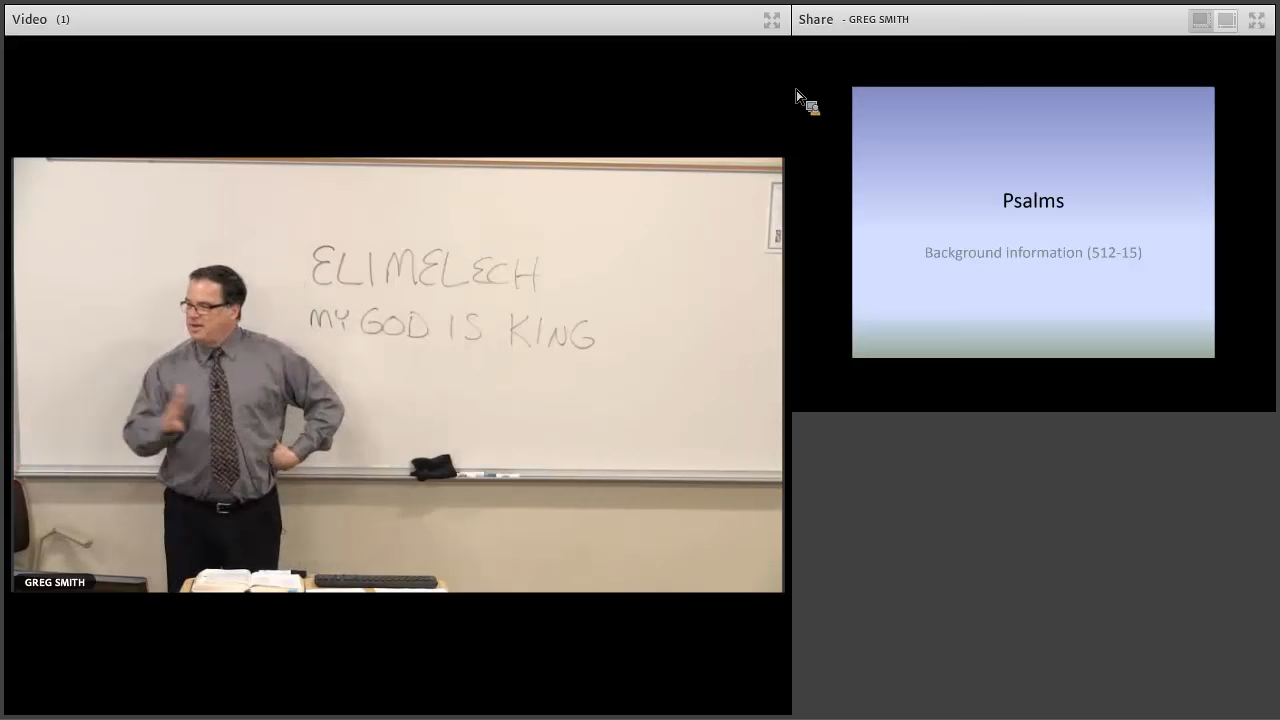 Video (1)
Share - GREG SMITH
ELIMELECH
MY GOD IS KING
GREG SMITH
Psalms
Background information (512-15)